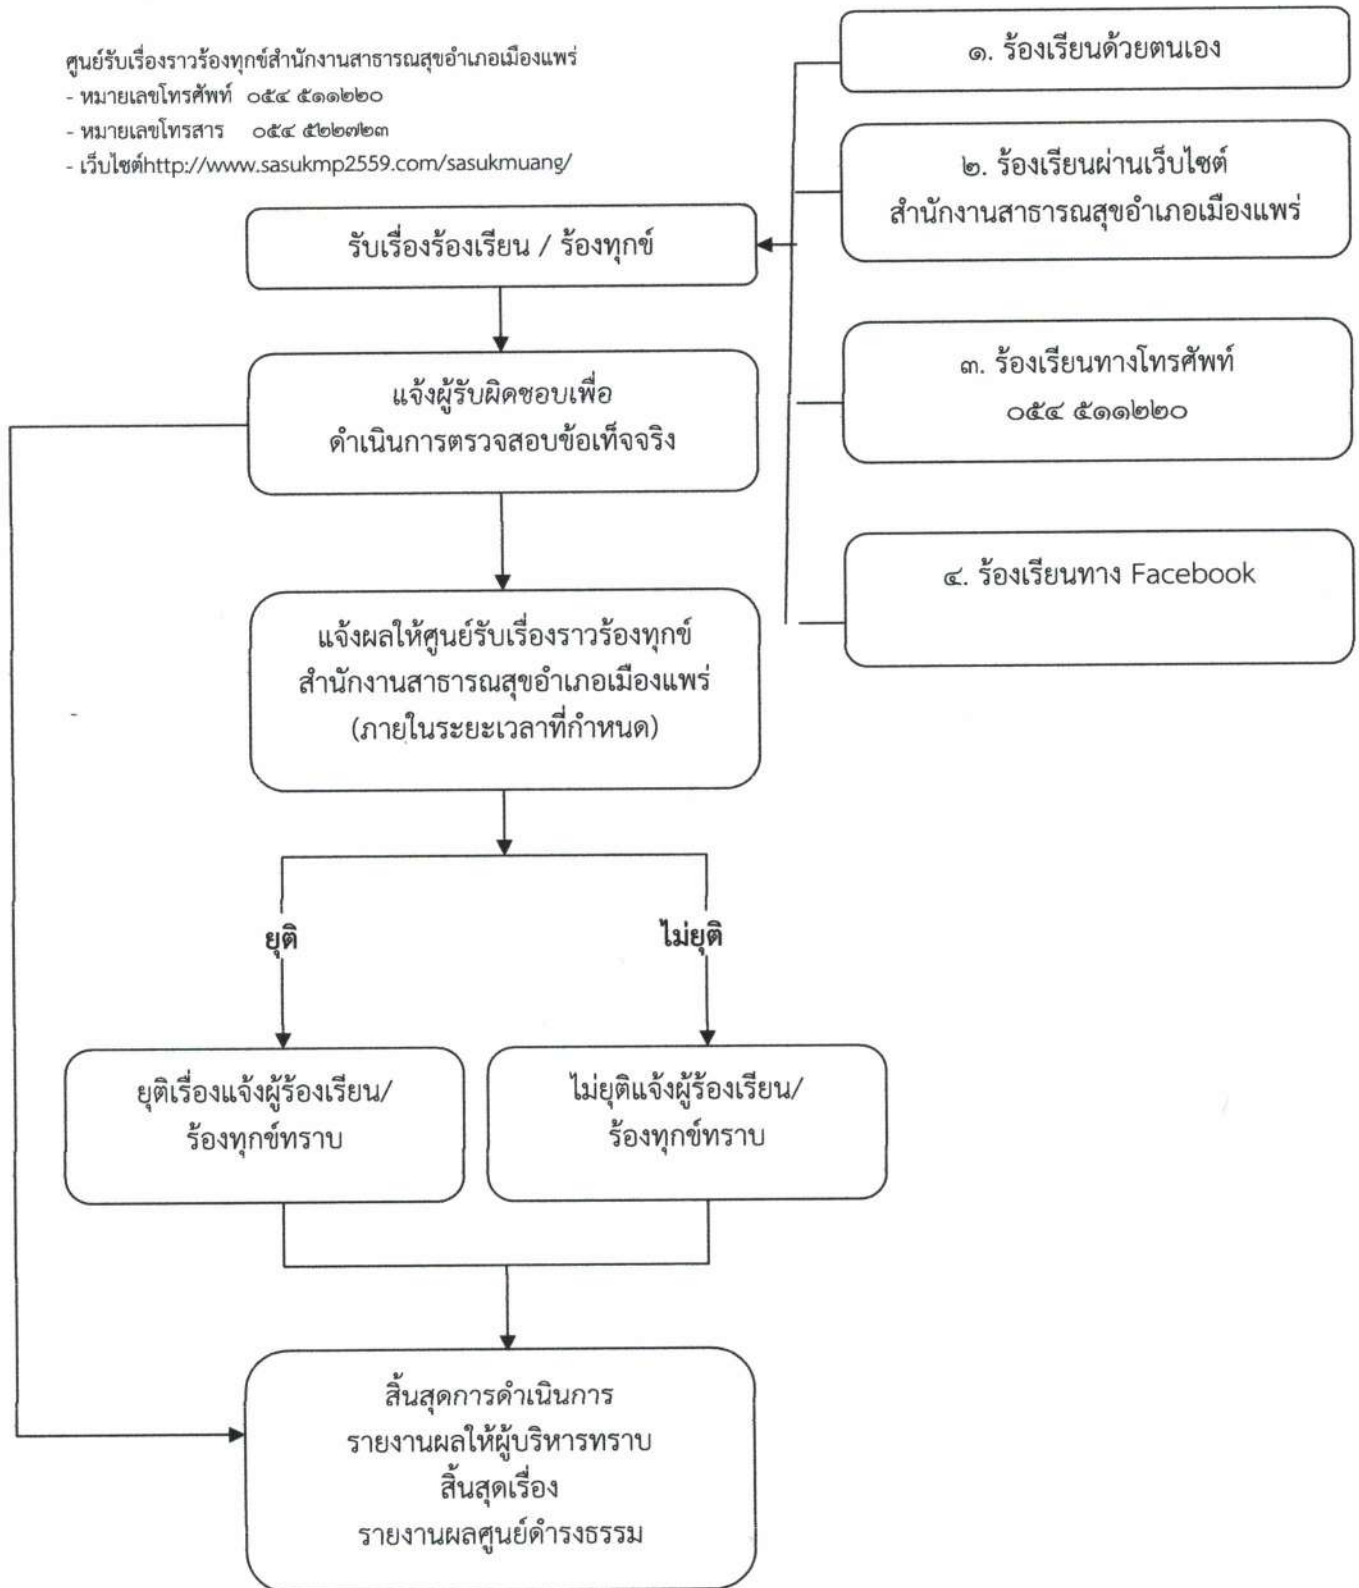 ศูนย์รับเรื่องราวร้องทุกข์สำนักงานสาธารณสุขอำเภอเมืองแพร่
- หมายเลขโทรศัพท์ ๐๕๔ ๕๑๑๒๒๐
- หมายเลขโทรสาร ๐๕๔ ๕๒๒๗๒๓
- เว็บไซต์http://www.sasukmp2559.com/sasukmuang/
๑. ร้องเรียนด้วยตนเอง
๒. ร้องเรียนผ่านเว็บไซต์
สำนักงานสาธารณสุขอำเภอเมืองแพร่
๓. ร้องเรียนทางโทรศัพท์
๐๕๔ ๕๑๑๒๒๐
๔. ร้องเรียนทาง Facebook
รับเรื่องร้องเรียน / ร้องทุกข์
แจ้งผู้รับผิดชอบเพื่อ
ดำเนินการตรวจสอบข้อเท็จจริง
แจ้งผลให้ศูนย์รับเรื่องราวร้องทุกข์
สำนักงานสาธารณสุขอำเภอเมืองแพร่
(ภายในระยะเวลาที่กำหนด)
ยุติ
ไม่ยุติ
ยุติเรื่องแจ้งผู้ร้องเรียน/
ร้องทุกข์ทราบ
ไม่ยุติแจ้งผู้ร้องเรียน/
ร้องทุกข์ทราบ
สิ้นสุดการดำเนินการ
รายงานผลให้ผู้บริหารทราบ
สิ้นสุดเรื่อง
รายงานผลศูนย์ดำรงธรรม